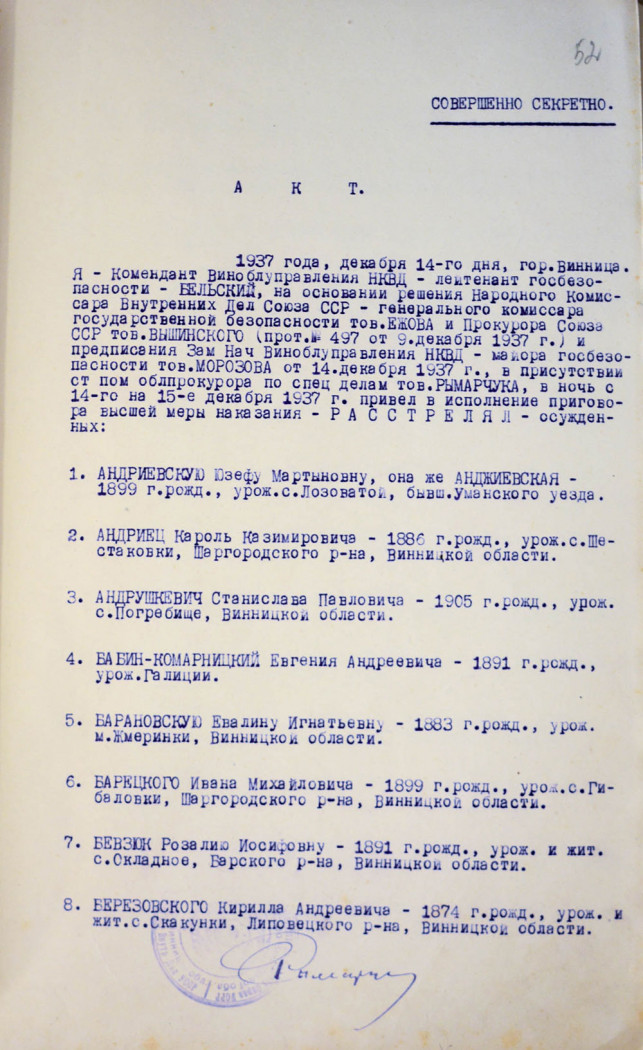 52
СОВЕРШЕННО СЕКРЕТНО.
А К Т.
1937 года, декабря 14-го дня, гор.Винница.
Я - Комендант Виноблуправления НКВД - лейтенант госбезо-
пасности - БЕЛЬСКИЙ, на основании решения Народного Комис-
сара Внутренних Дел Союза ССР - генерального комиссара
государственной безопасности тов.ЕЖОВА и Прокурора Союза
ССР тов.ВЫШИНСКОГО (прот.№ 497 от 9.декабря 1937 г.) и
предписания Зам Нач Виноблуправления НКВД - майора госбезо-
пасности тов.МОРОЗОВА от 14.декабря 1937 г., в присутствии
ст пом облпрокурора по спец делам тов.РЫМАРЧУКА, в ночь с
14-го на 15-е декабря 1937 г. привел в исполнение пригово-
ра высшей меры наказания - Р А С С Т Р Е Л Я Л - осужден-
ных:
1. АНДРИЕВСКУЮ Юзефу Мартыновну, она же АНДЖИЕВСКАЯ -
1899 г.рожд., урож.с.Лозоватой, бывш.Уманского уезда.
2. АНДРИЕЦ Кароль Казимировича - 1886 г.рожд., урож.с.Ше-
стаковки, Шаргородского р-на, Винницкой области.
3. АНДРУШКЕВИЧ Станислава Павловича - 1905 г.рожд., урож.
с.Погребище, Винницкой области.
4. БАБИН-КОМАРНИЦКИЙ Евгения Андреевича - 1891 г.рожд.,
урож.Галиции.
5. БАРАНОВСКУЮ Евалину Игнатьевну - 1883 г.рожд., урож.
м.Жмеринки, Винницкой области.
6. БАРЕЦКОГО Ивана Михайловича - 1899 г.рожд., урож.с.Ги-
баловки, Шаргородского р-на, Винницкой области.
7. БЕВЗЮК Розалию Иосифовну - 1891 г.рожд., урож. и жит.
с.Складное, Барского р-на, Винницкой области.
8. БЕРЕЗОВСКОГО Кирилла Андреевича - 1874 г.рожд., урож. и
жит.с.Скакунки, Липовецкого р-на, Винницкой области.